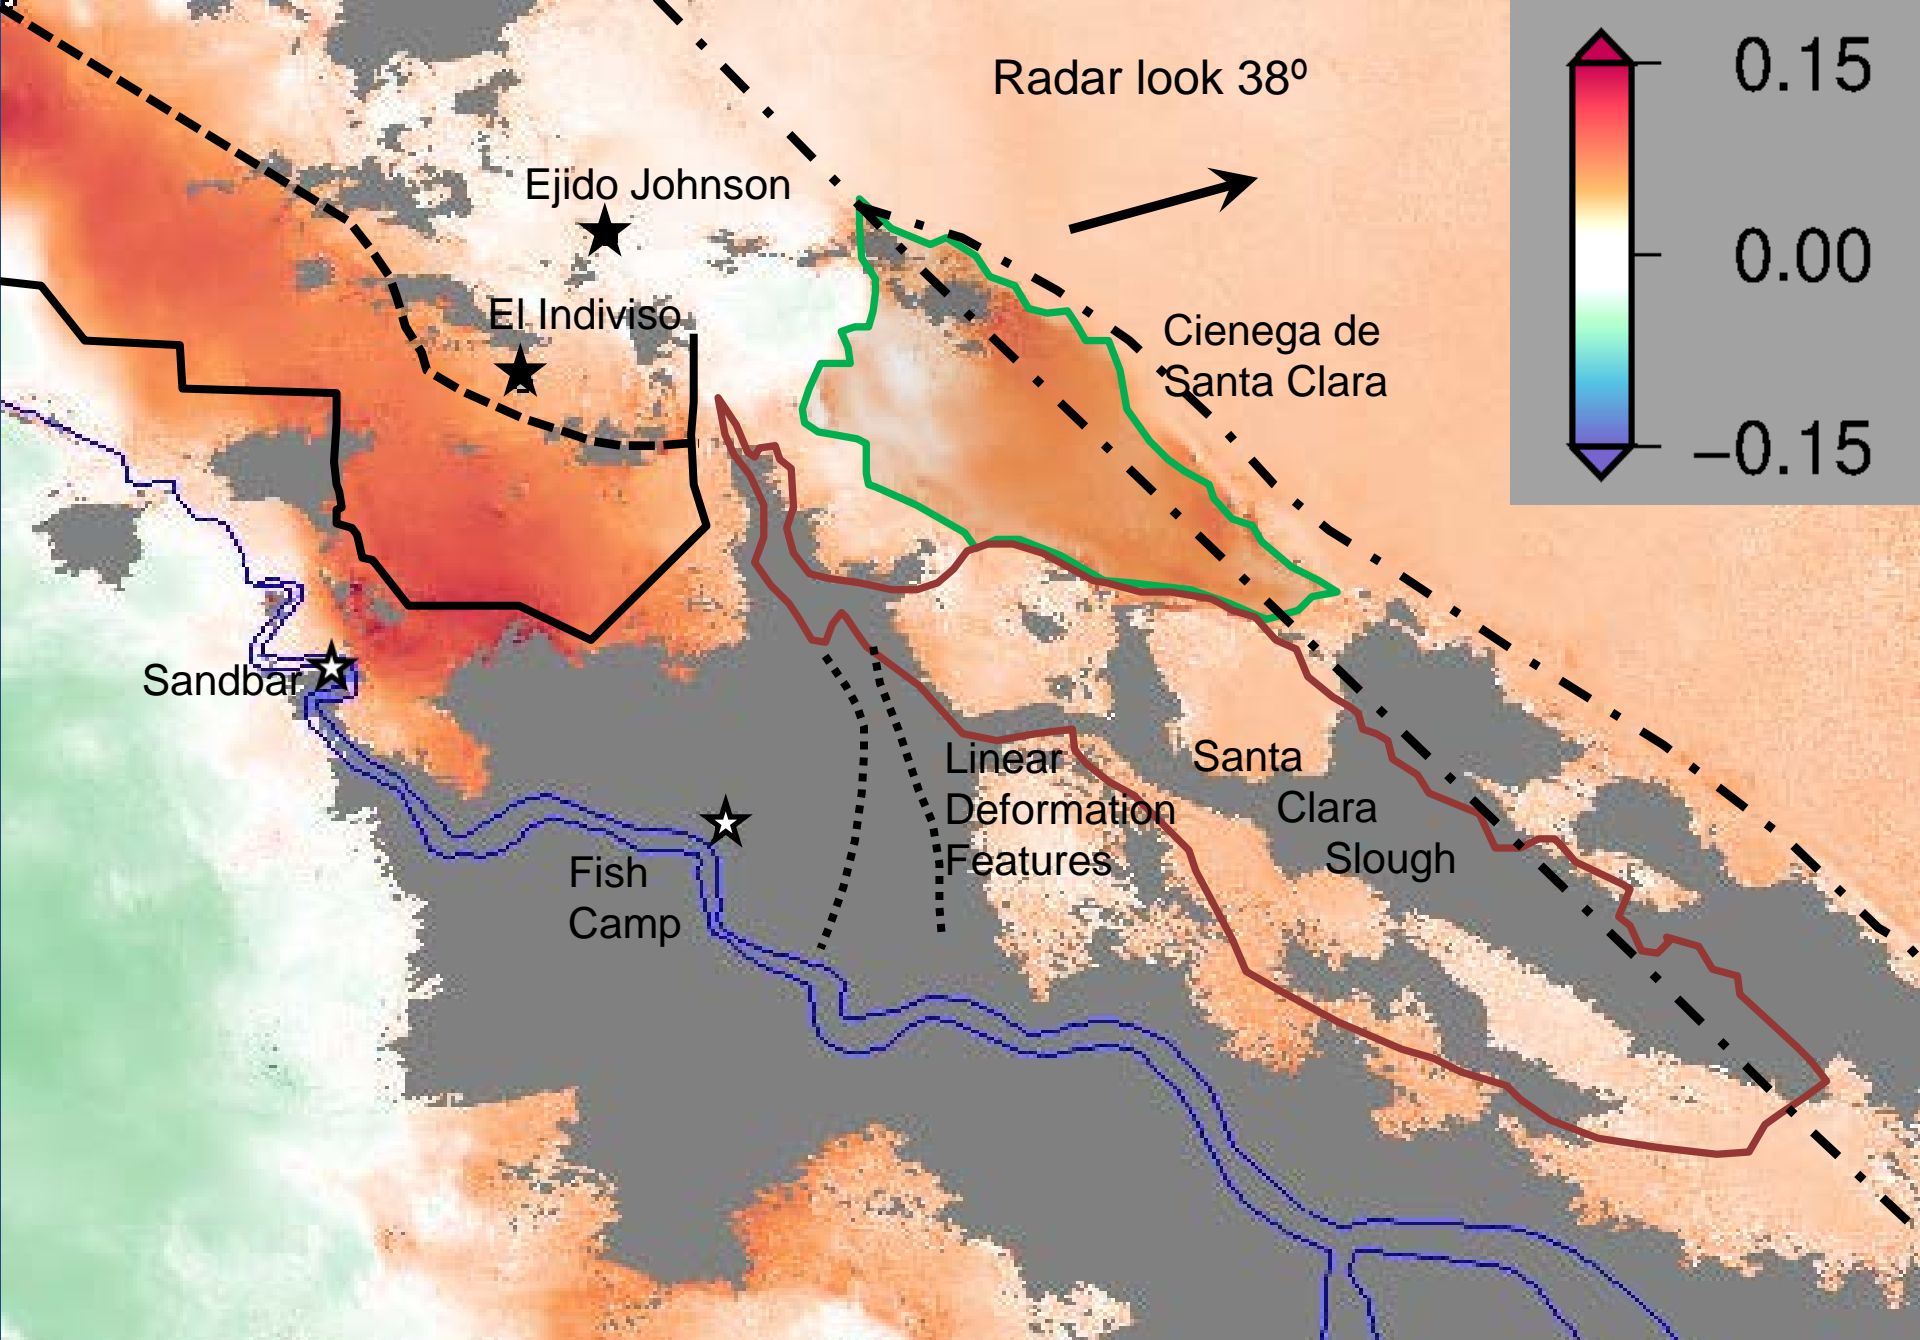 Radar look 38º
0.15
0.00
−0.15
Ejido Johnson
El Indiviso
Cienega de
Santa Clara
Sandbar
Linear
Deformation
Features
Santa
Clara
Slough
Fish
Camp